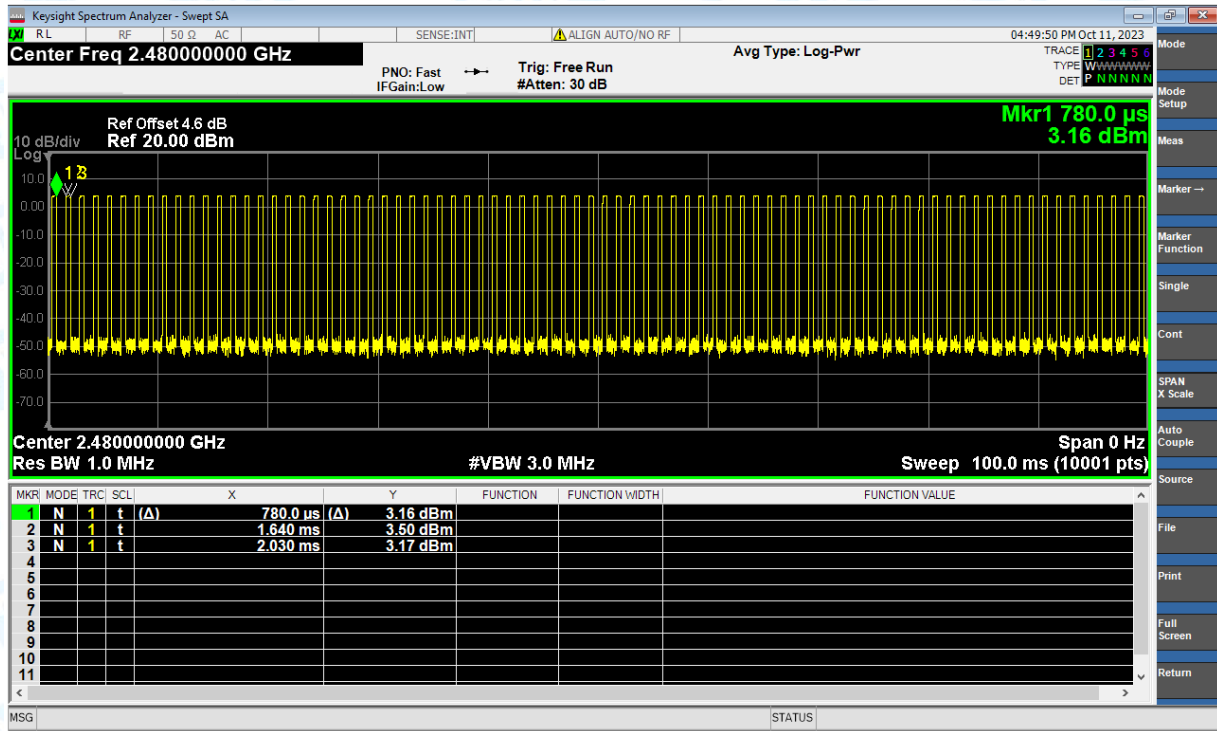 Keysight Spectrum Analyzer - Swept SA
LXI RL RF 50 Ω AC SENSE:INT ALIGN AUTO/NO RF 04:49:50 PM Oct 11, 2023
Center Freq 2.480000000 GHz
Avg Type: Log-Pwr
TRACE 1 2 3 4 5 6
PNO: Fast Trig: Free Run
TYPE WWWWWW
IFGain:Low #Atten: 30 dB
DET P N N N N N
Mkr1 780.0 µs
3.16 dBm
Ref Offset 4.6 dB
10 dB/div Ref 20.00 dBm
Log
10.0
0.00
-10.0
-20.0
-30.0
-40.0
-50.0
-60.0
-70.0
1 2 3
Center 2.480000000 GHz Span 0 Hz
Res BW 1.0 MHz #VBW 3.0 MHz Sweep 100.0 ms (10001 pts)
MKR MODE TRC SCL X Y FUNCTION FUNCTION WIDTH FUNCTION VALUE
1 N 1 t (Δ) 780.0 µs (Δ) 3.16 dBm
2 N 1 t 1.640 ms 3.50 dBm
3 N 1 t 2.030 ms 3.17 dBm
4
5
6
7
8
9
10
11
MSG STATUS
Mode
Mode
Setup
Meas
Marker →
Marker
Function
Single
Cont
SPAN
X Scale
Auto
Couple
Source
File
Print
Full
Screen
Return